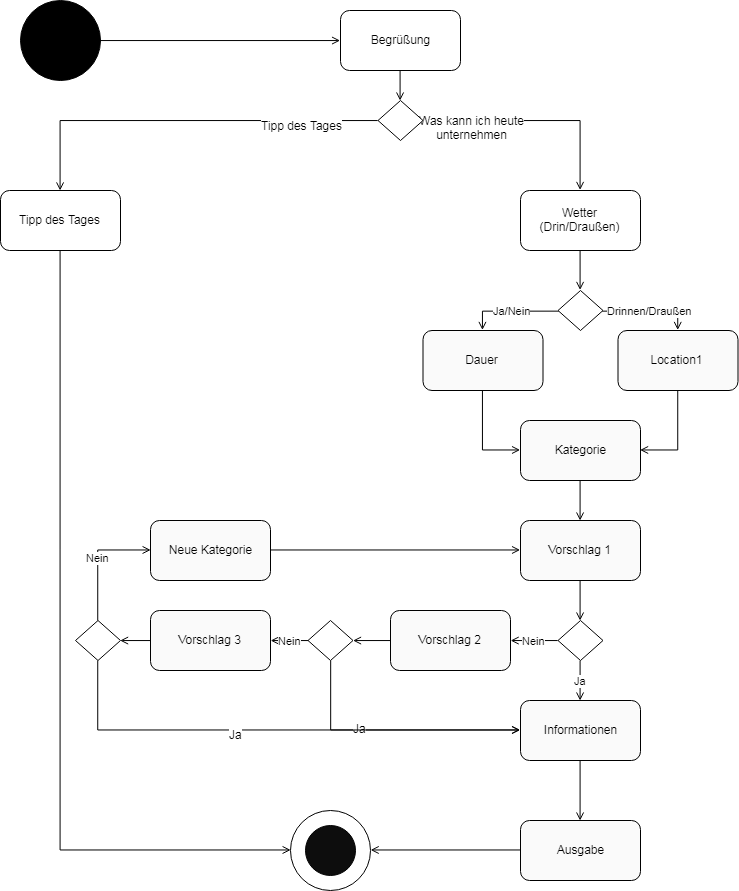 Begrüßung
Tipp des Tages
Was kann ich heute
unternehmen
Tipp des Tages
Wetter
(Drin/Draußen)
Ja/Nein
Drinnen/Draußen
Dauer
Location1
Kategorie
Nein
Neue Kategorie
Vorschlag 1
Vorschlag 3
Nein
Vorschlag 2
Nein
Ja
Ja
Ja
Informationen
Ausgabe